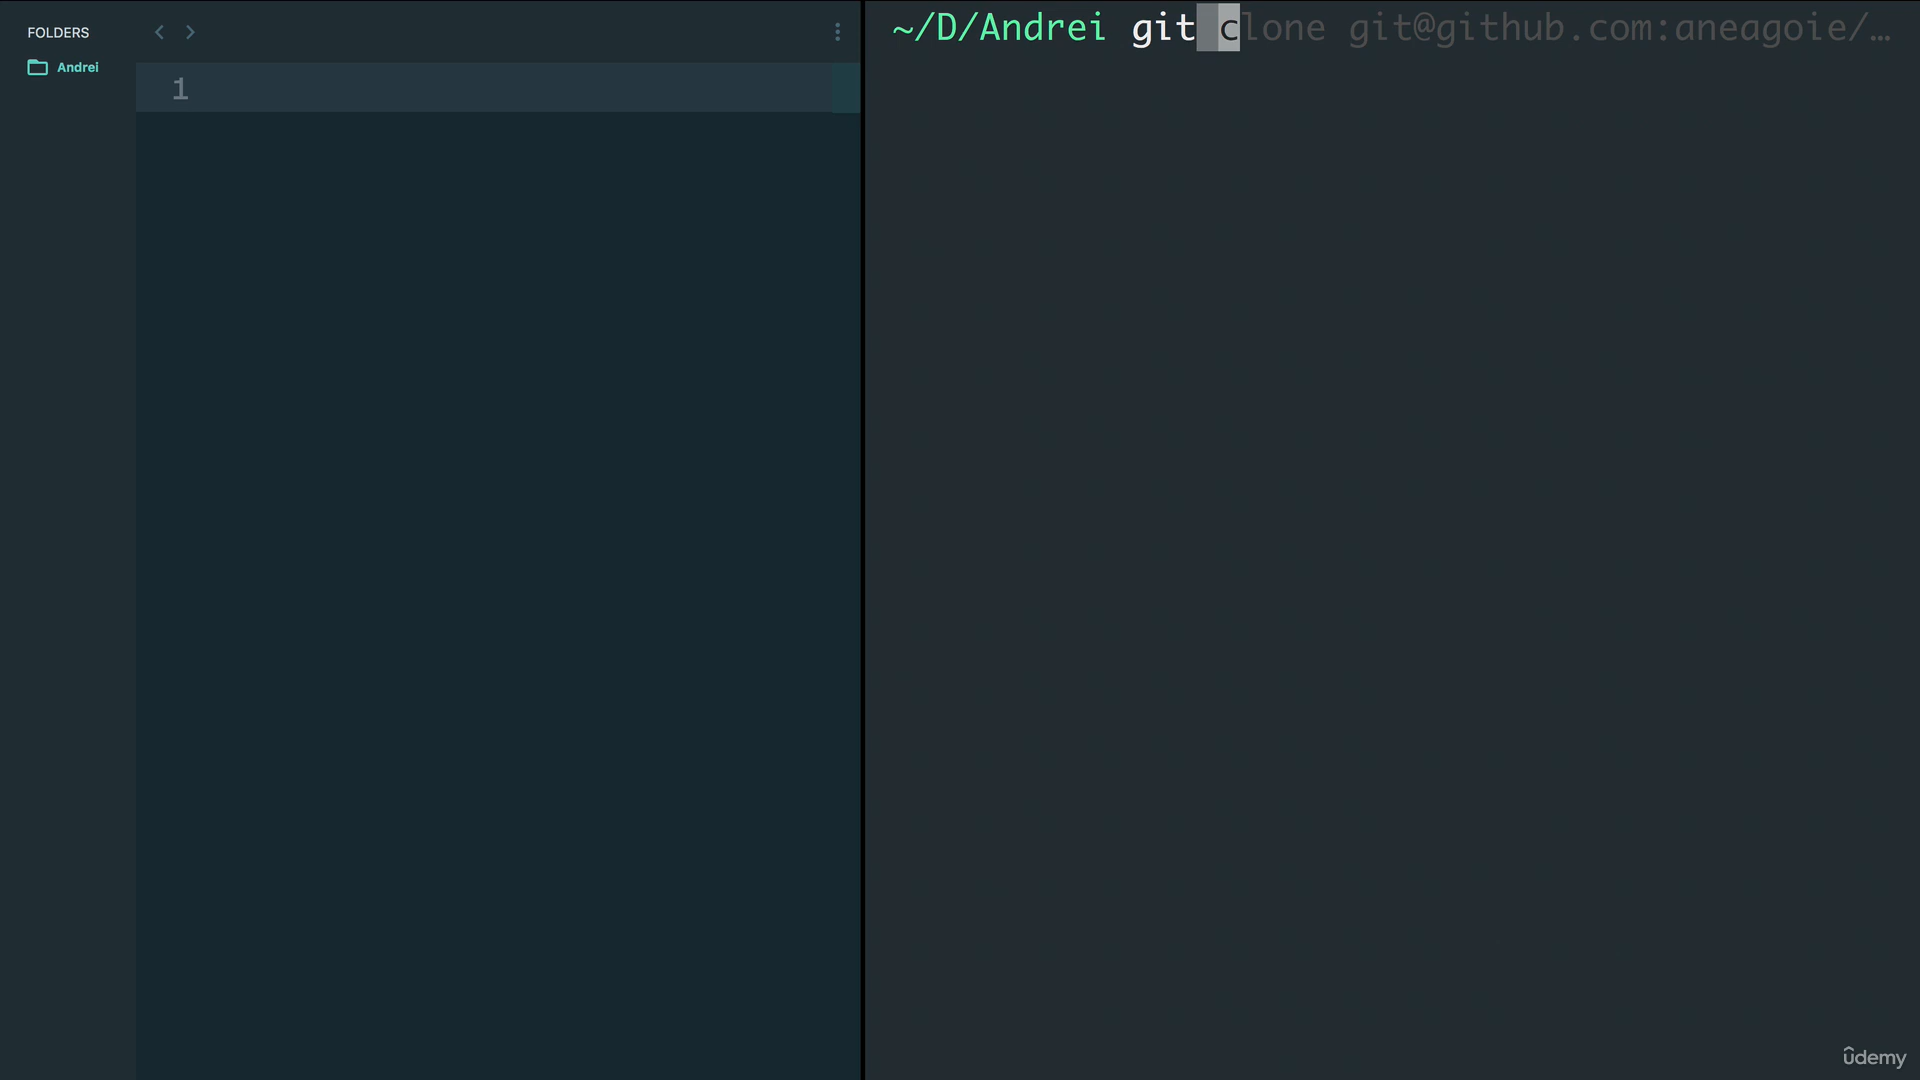 FOLDERS
Andrei
1
~/D/Andrei git clone git@github.com:aneagoie/…
ûdemy